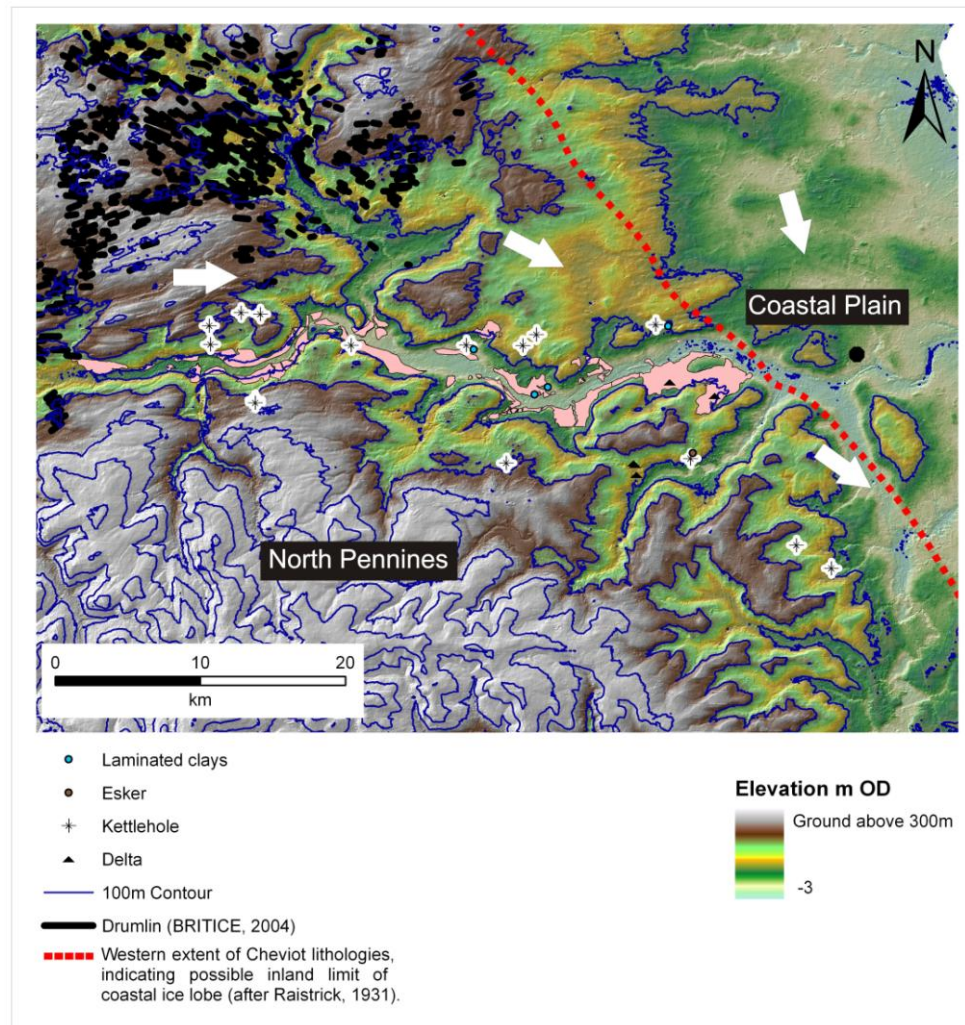 N
Coastal Plain
North Pennines
0 10 20
km
Laminated clays
Esker
Kettlehole
Delta
100m Contour
Drumlin (BRITICE, 2004)
Western extent of Cheviot lithologies,
indicating possible inland limit of
coastal ice lobe (after Raistrick, 1931).
Elevation m OD
Ground above 300m
-3